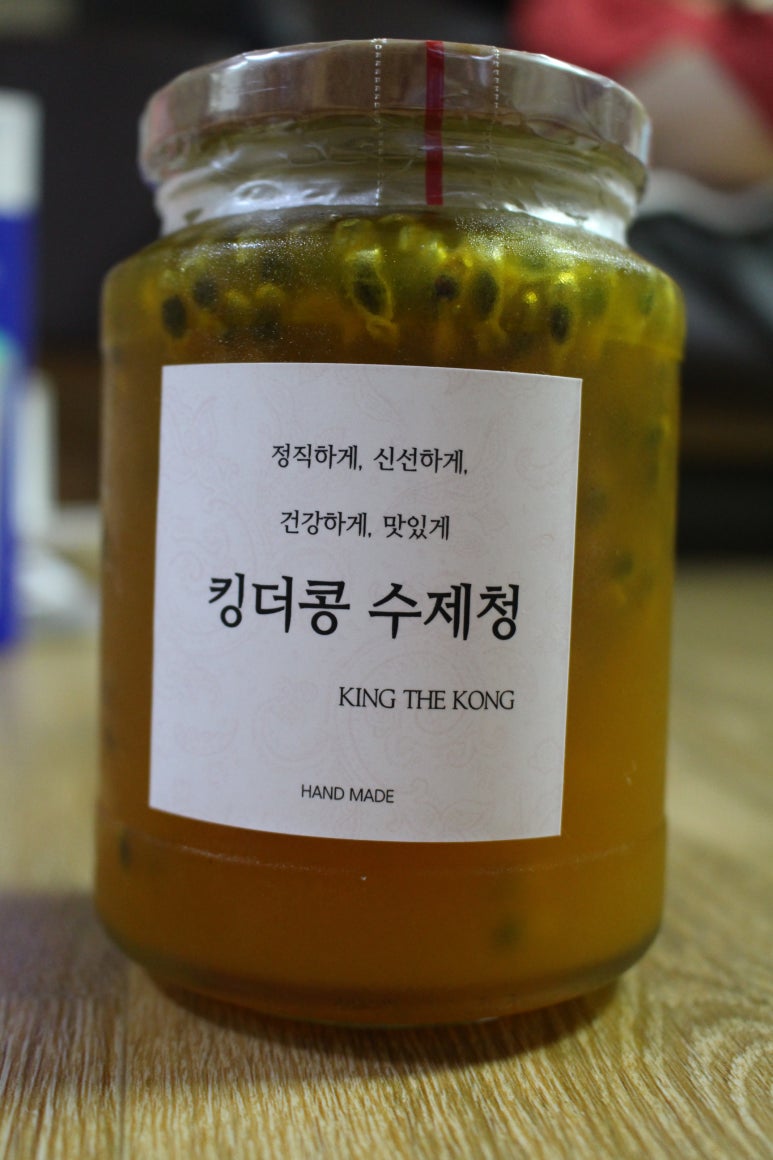 정직하게, 신선하게,
건강하게, 맛있게
킹더콩 수제청
KING THE KONG
HAND MADE